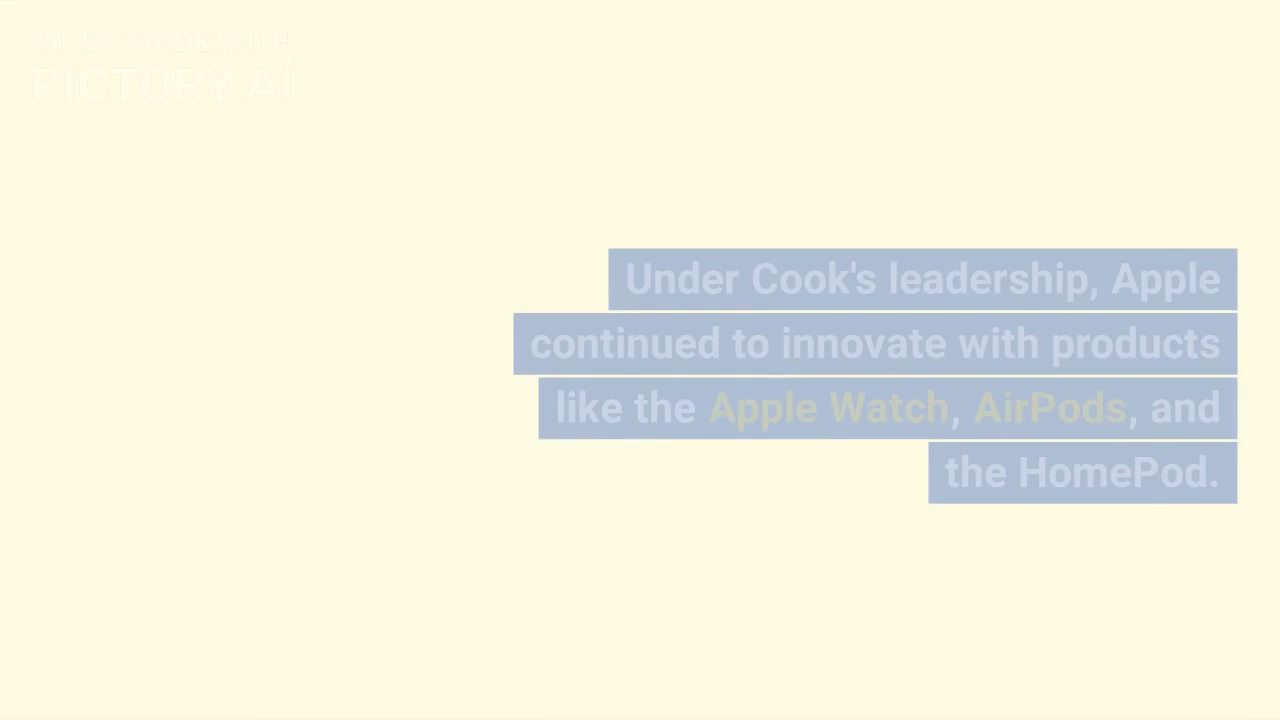 VIDEO MADE WITH
PICTORY AI
Under Cook's leadership, Apple
continued to innovate with products
like the Apple Watch, AirPods, and
the HomePod.